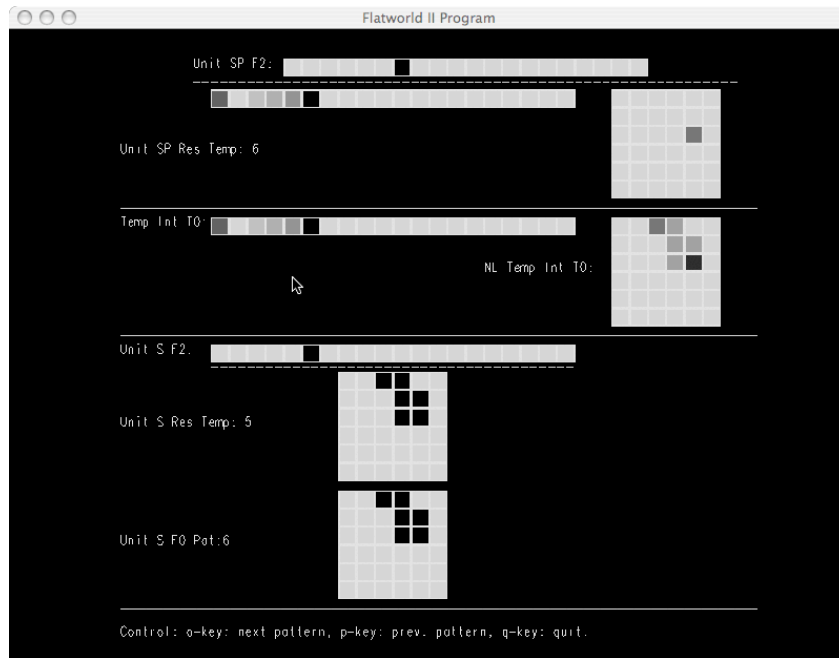 Flatworld II Program
Unit SP F2:
Unit SP Res Temp: 6
Temp Int T0:
NL Temp Int T0:
Unit S F2.
Unit S Res Temp: 5
Unit S F0 Pat:6
Control: o-key: next pattern, p-key: prev. pattern, q-key: quit.